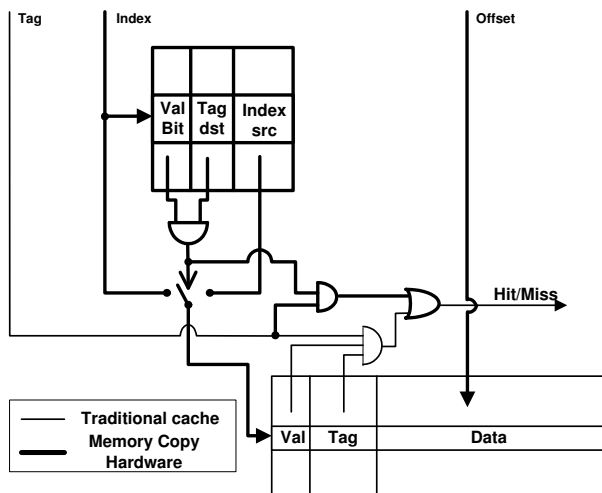 Tag
Index
Offset
Val
Bit
Tag
dst
Index
src
Hit/Miss
Val
Tag
Data
Traditional cache
Memory Copy
Hardware